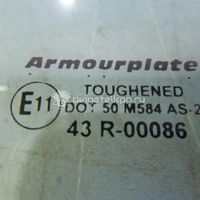 Armourplate
TOUGHENED
E11
DOT 50 M584 AS-2
43 R-00086